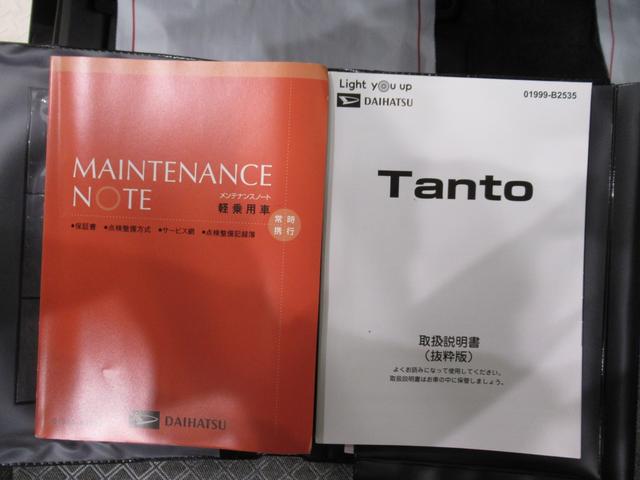 MAINTENANCE
NOTE
メンテナンスノート
軽乗用車
常時
携行
•保証書 •点検整備方式 •サービス網 •点検整備記録簿
DAIHATSU
Light you up
DAIHATSU
01999-B2535
Tanto
取扱説明書
（抜粋版）
よくお読みになって使用してください。
取扱説明書はお車の中に保管しましょう。